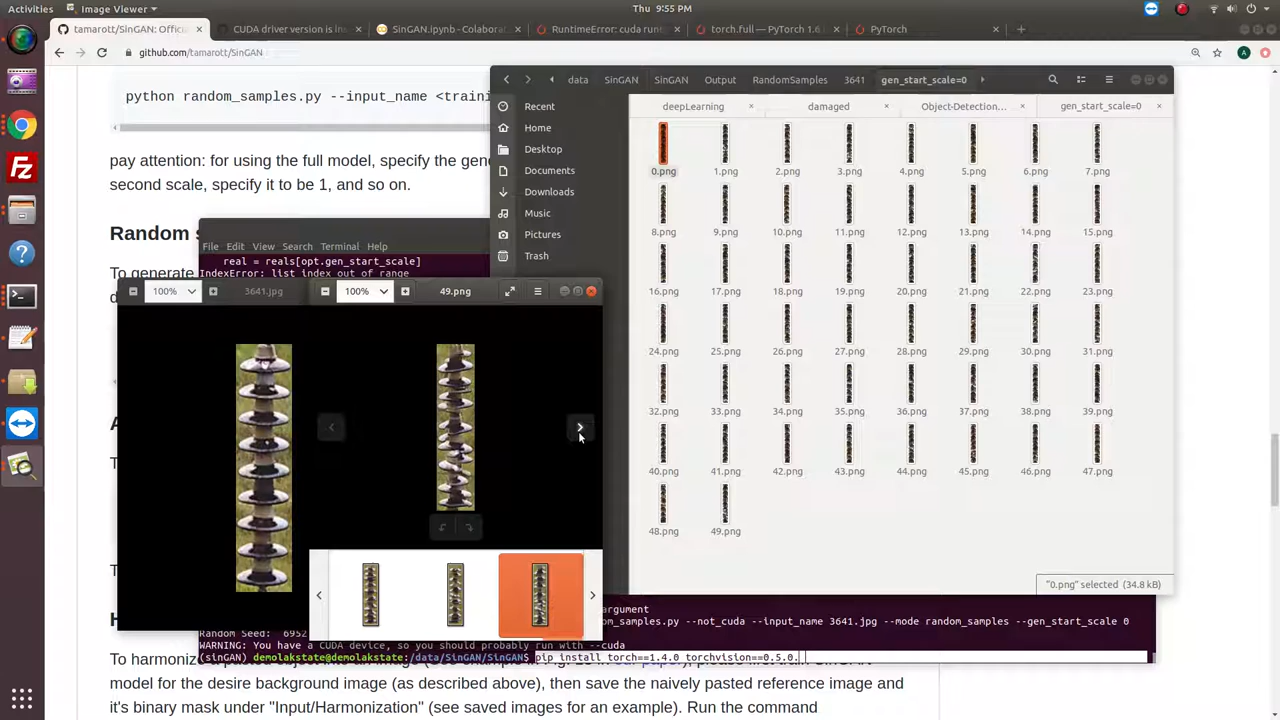 Activities
Image Viewer
Thu 9:55 PM
tamarott/SinGAN: Offic
CUDA driver version is in
SinGAN.ipynb - Colabora
RuntimeError: cuda runt
torch.full — PyTorch 1.6
PyTorch
github.com/tamarott/SinGAN
python random_samples.py --input_name <traini
pay attention: for using the full model, specify the gene
second scale, specify it to be 1, and so on.
Random s
To generate
File Edit View Search Terminal Help
real = reals[opt.gen_start_scale]
IndexError: list index out of range
100%
3641.jpg
100%
49.png
data SinGAN SinGAN Output RandomSamples 3641 gen_start_scale=0
deepLearning
damaged
Object-Detection...
gen_start_scale=0
Recent
Home
Desktop
Documents
Downloads
Music
Pictures
Trash
0.png 1.png 2.png 3.png 4.png 5.png 6.png 7.png
8.png 9.png 10.png 11.png 12.png 13.png 14.png 15.png
16.png 17.png 18.png 19.png 20.png 21.png 22.png 23.png
24.png 25.png 26.png 27.png 28.png 29.png 30.png 31.png
32.png 33.png 34.png 35.png 36.png 37.png 38.png 39.png
40.png 41.png 42.png 43.png 44.png 45.png 46.png 47.png
48.png 49.png
"0.png" selected (34.8 kB)
argument
ndom_samples.py --not_cuda --input_name 3641.jpg --mode random_samples --gen_start_scale 0
Random Seed: 6952
WARNING: You have a CUDA device, so you should probably run with --cuda
(sinGAN) demolakstate@demolakstate:/data/SinGAN/SinGAN$ pip install torch==1.4.0 torchvision==0.5.0.
To harmoniz
model for the desire background image (as described above), then save the naively pasted reference image and
it's binary mask under "Input/Harmonization" (see saved images for an example). Run the command